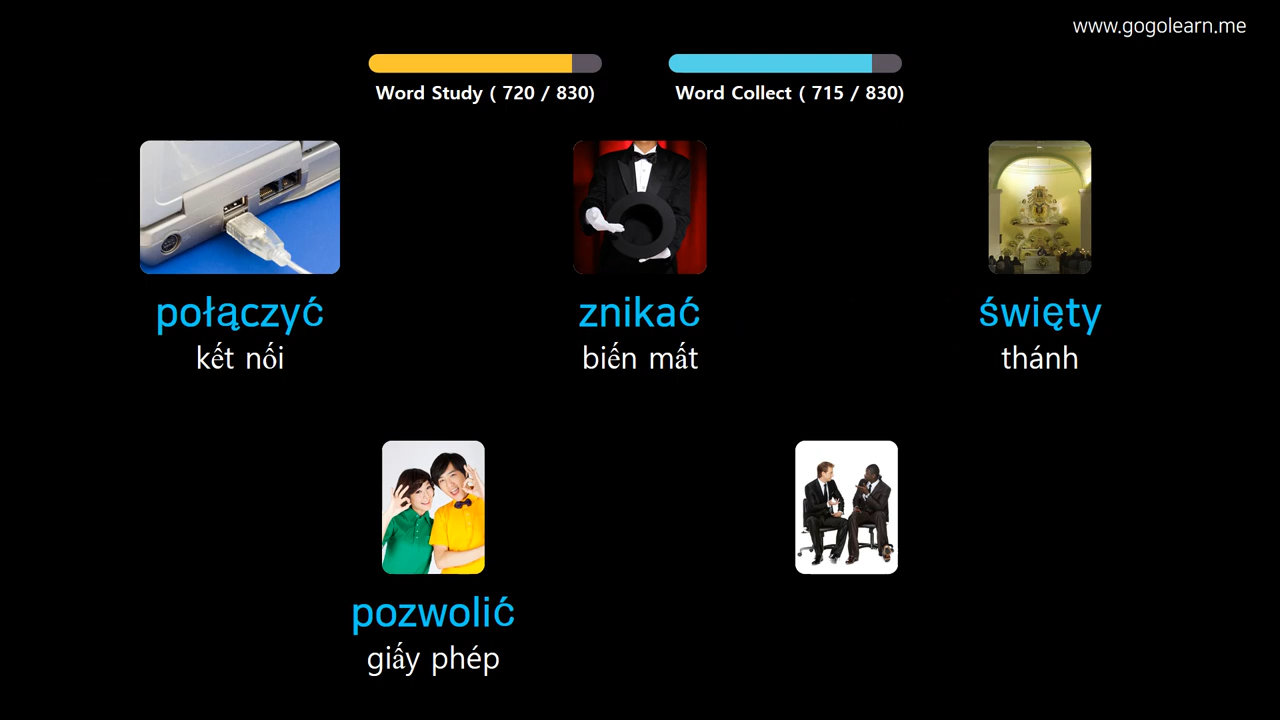 www.gogolearn.me
Word Study ( 720 / 830)
Word Collect ( 715 / 830)
połączyć
kết nối
znikać
biến mất
święty
thánh
pozwolić
giấy phép